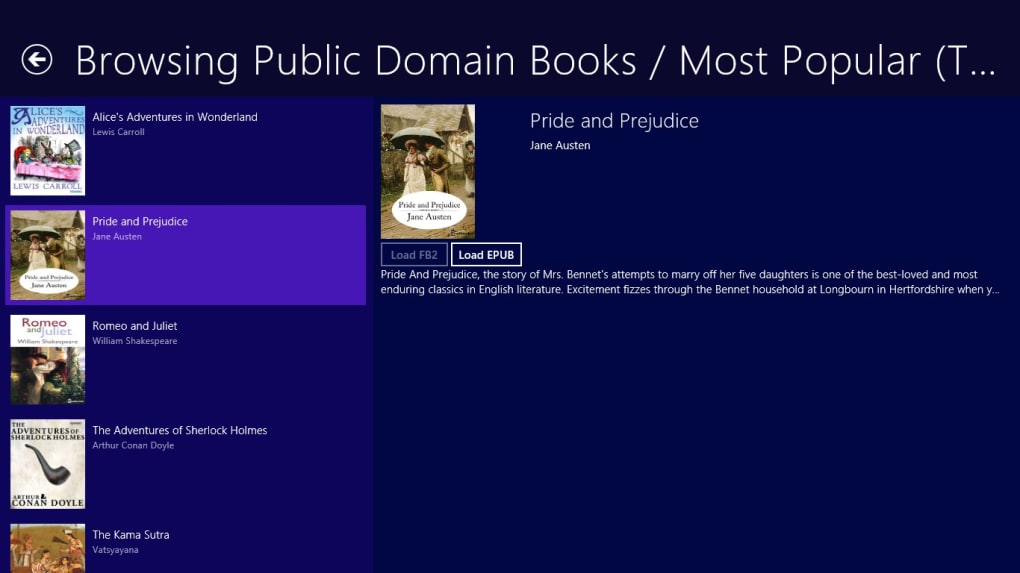 Browsing Public Domain Books / Most Popular (T...
ALICE'S
ADVENTURES
IN WONDERLAND
LEWIS CARROLL
Alice's Adventures in Wonderland
Lewis Carroll
Pride and Prejudice
Jane Austen
Pride and Prejudice
Jane Austen
Romeo
and Juliet
William Shakespeare
Romeo and Juliet
William Shakespeare
THE
ADVENTURES OF
SHERLOCK HOLMES
ARTHUR
CONAN DOYLE
The Adventures of Sherlock Holmes
Arthur Conan Doyle
The Kama Sutra
Vatsyayana
Pride and Prejudice
Jane Austen
Pride and Prejudice
Jane Austen
Load FB2 Load EPUB
Pride And Prejudice, the story of Mrs. Bennet's attempts to marry off her five daughters is one of the best-loved and most
enduring classics in English literature. Excitement fizzes through the Bennet household at Longbourn in Hertfordshire when y...